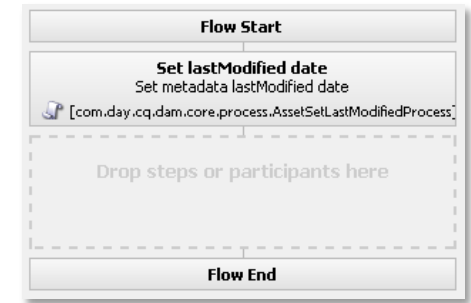 Flow Start
Set lastModified date
Set metadata lastModified date
[com.day.cq.dam.core.process.AssetSetLastModifiedProcess]
Drop steps or participants here
Flow End